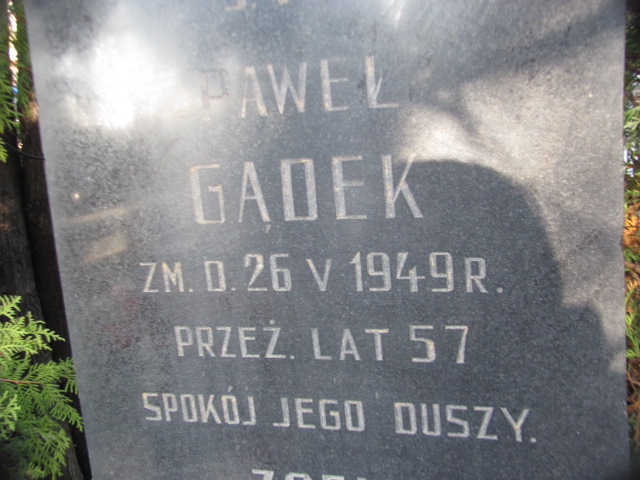 PAWEŁ
GĄDEK
ZM. D. 26 V 1949 R.
PRZEŻ. LAT 57
SPOKÓJ JEGO DUSZY.